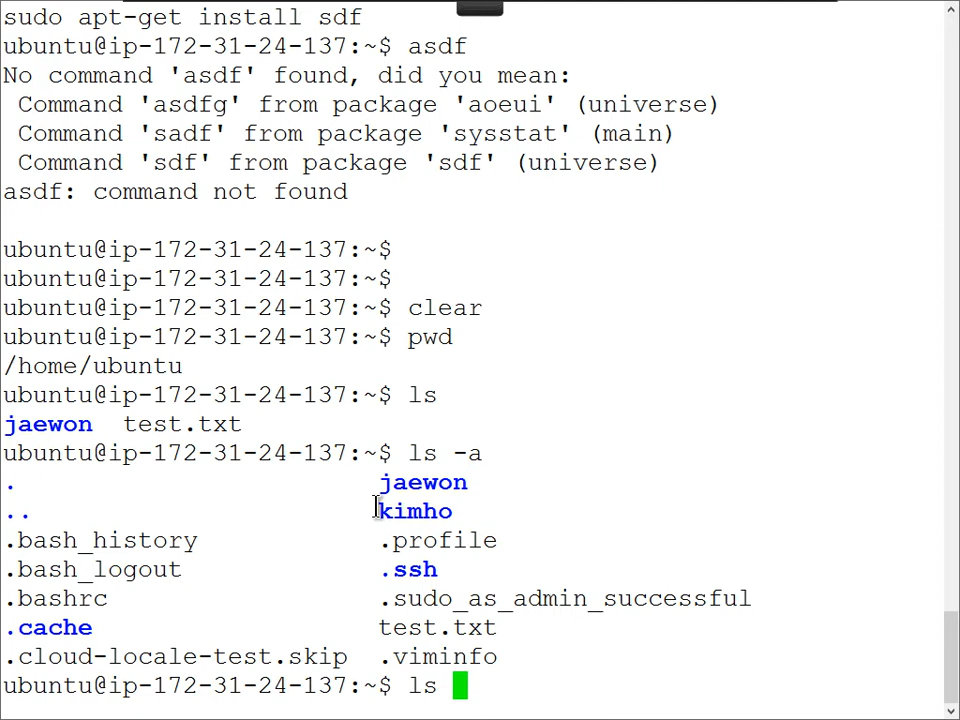 sudo apt-get install sdf
ubuntu@ip-172-31-24-137:~$ asdf
No command 'asdf' found, did you mean:
Command 'asdfg' from package 'aoeui' (universe)
Command 'sadf' from package 'sysstat' (main)
Command 'sdf' from package 'sdf' (universe)
asdf: command not found
ubuntu@ip-172-31-24-137:~$
ubuntu@ip-172-31-24-137:~$
ubuntu@ip-172-31-24-137:~$ clear
ubuntu@ip-172-31-24-137:~$ pwd
/home/ubuntu
ubuntu@ip-172-31-24-137:~$ ls
jaewon  test.txt
ubuntu@ip-172-31-24-137:~$ ls -a
.                         jaewon
..                        kimho
.bash_history             .profile
.bash_logout              .ssh
.bashrc                   .sudo_as_admin_successful
.cache                    test.txt
.cloud-locale-test.skip  .viminfo
ubuntu@ip-172-31-24-137:~$ ls